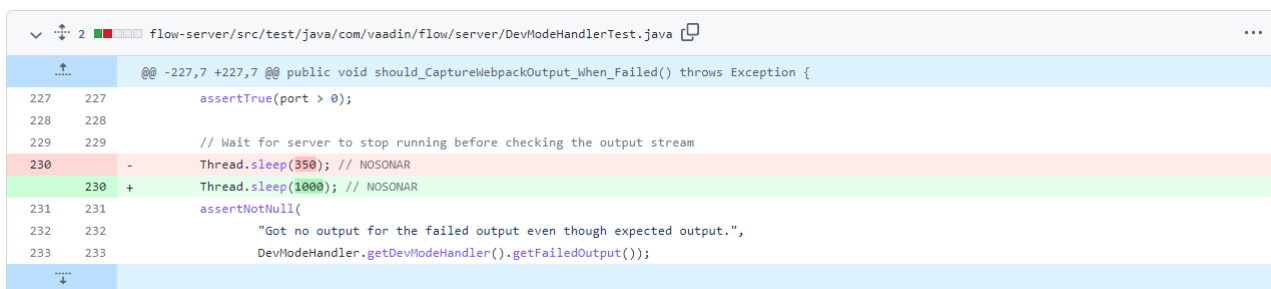 2 flow-server/src/test/java/com/vaadin/flow/server/DevModeHandlerTest.java
@@ -227,7 +227,7 @@ public void should_CaptureWebpackOutput_When_Failed() throws Exception {
227 227 assertTrue(port > 0);
228 228
229 229 // Wait for server to stop running before checking the output stream
230 - Thread.sleep(350); // NOSONAR
230 + Thread.sleep(1000); // NOSONAR
231 231 assertNotNull(
232 232 "Got no output for the failed output even though expected output.",
233 233 DevModeHandler.getDevModeHandler().getFailedOutput());